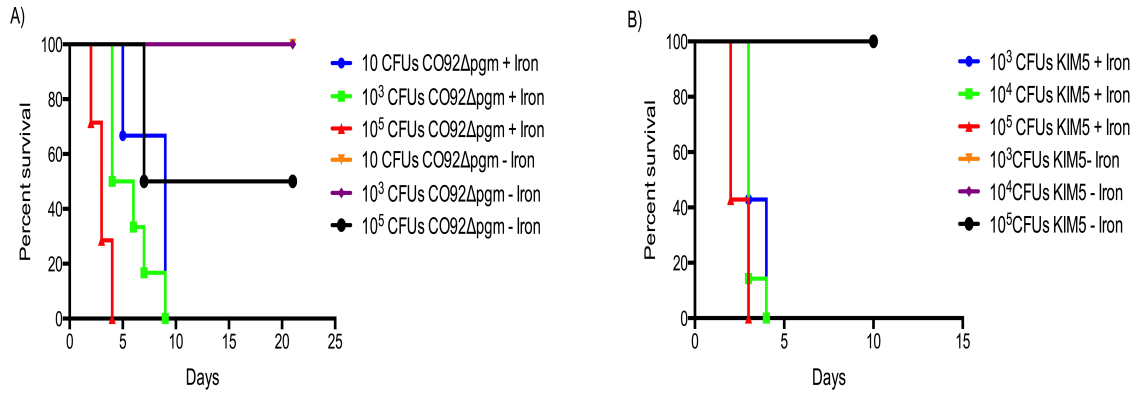 A)
Percent survival
100
80
60
40
20
0
0 5 10 15 20 25
Days
10 CFUs CO92Δpgm + Iron
10³ CFUs CO92Δpgm + Iron
10⁵ CFUs CO92Δpgm + Iron
10 CFUs CO92Δpgm - Iron
10³ CFUs CO92Δpgm - Iron
10⁵ CFUs CO92Δpgm - Iron
B)
Percent survival
100
80
60
40
20
0
0 5 10 15
Days
10³ CFUs KIM5 + Iron
10⁴ CFUs KIM5 + Iron
10⁵ CFUs KIM5 + Iron
10³CFUs KIM5- Iron
10⁴CFUs KIM5 - Iron
10⁵CFUs KIM5 - Iron